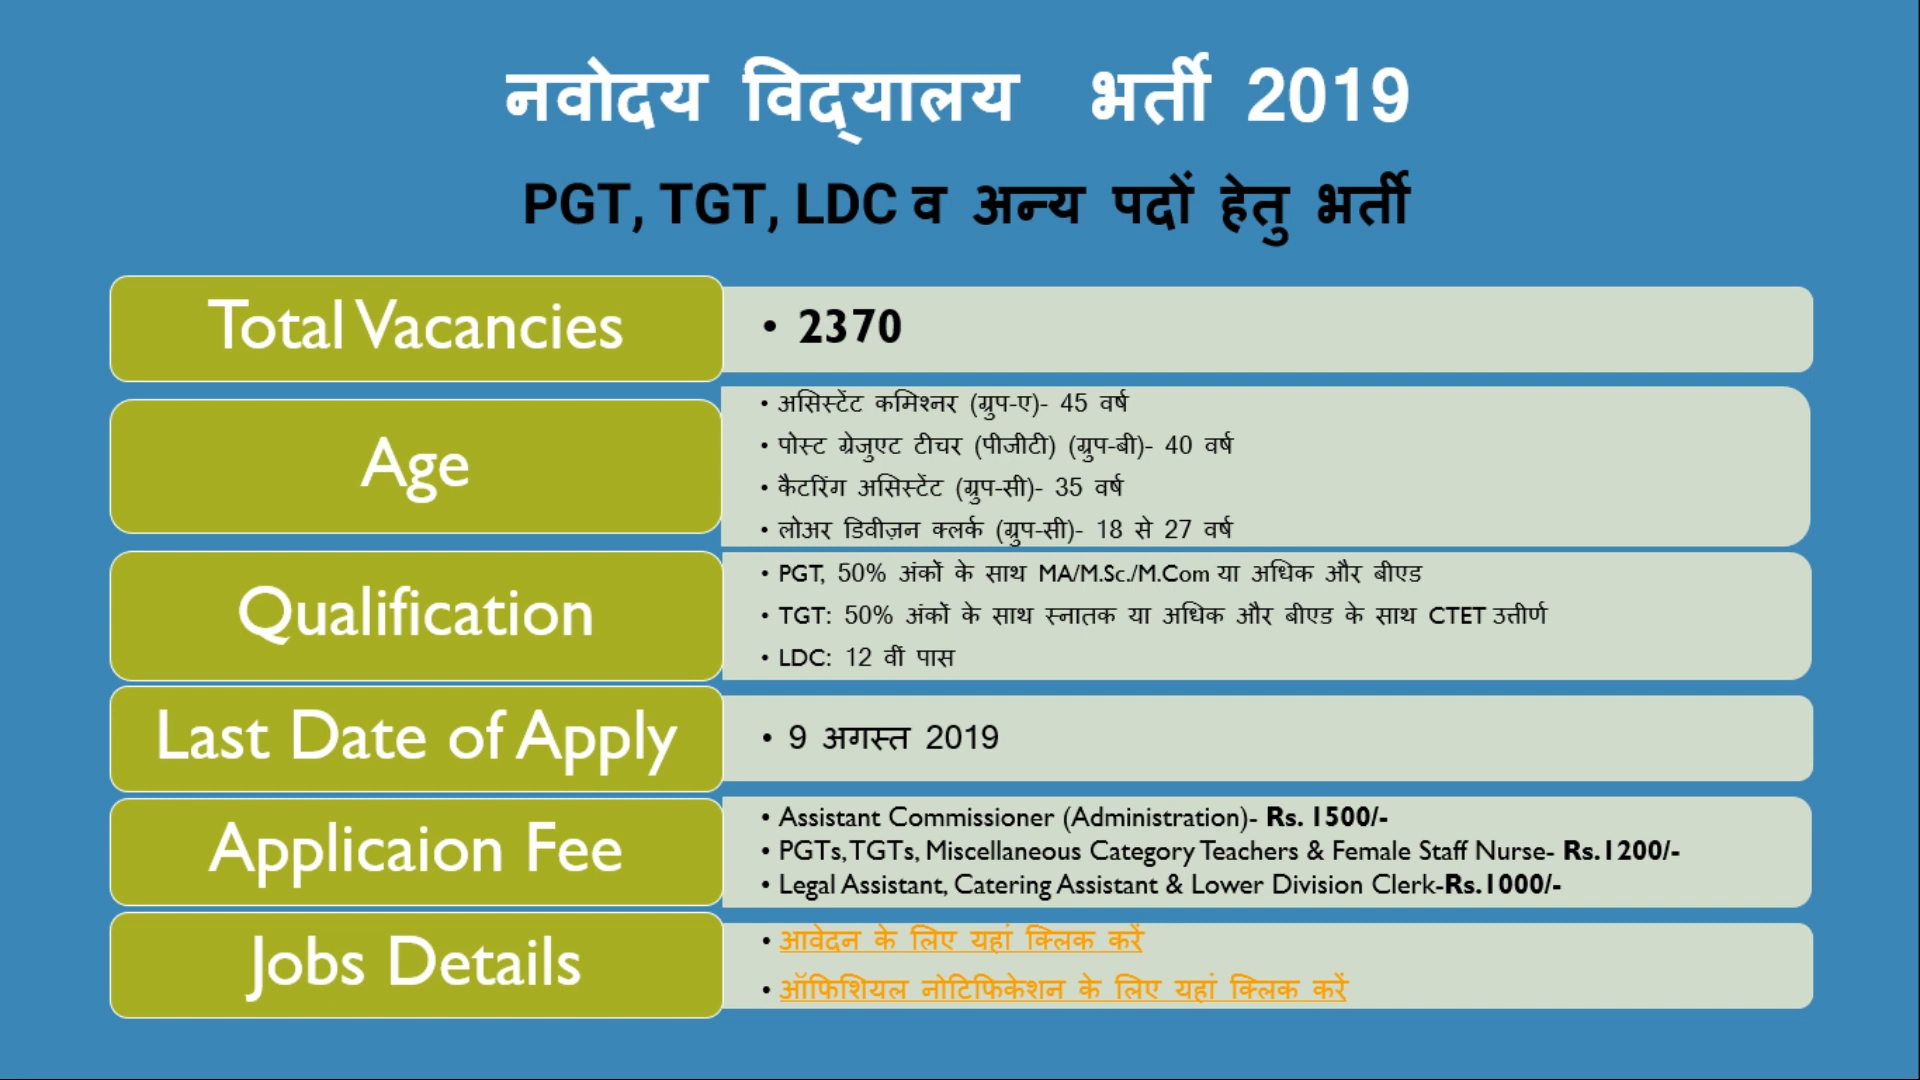 नवोदय विद्यालय भर्ती 2019
PGT, TGT, LDC व अन्य पदों हेतु भर्ती
Total Vacancies
• 2370
Age
• असिस्टेंट कमिश्नर (ग्रुप-ए)- 45 वर्ष
• पोस्ट ग्रेजुएट टीचर (पीजीटी) (ग्रुप-बी)- 40 वर्ष
• कैटरिंग असिस्टेंट (ग्रुप-सी)- 35 वर्ष
• लोअर डिवीज़न क्लर्क (ग्रुप-सी)- 18 से 27 वर्ष
Qualification
• PGT, 50% अंकों के साथ MA/M.Sc./M.Com या अधिक और बीएड
• TGT: 50% अंकों के साथ स्नातक या अधिक और बीएड के साथ CTET उत्तीर्ण
• LDC: 12 वीं पास
Last Date of Apply
• 9 अगस्त 2019
Applicaion Fee
• Assistant Commissioner (Administration)- Rs. 1500/-
• PGTs, TGTs, Miscellaneous Category Teachers & Female Staff Nurse- Rs.1200/-
• Legal Assistant, Catering Assistant & Lower Division Clerk-Rs.1000/-
Jobs Details
• आवेदन के लिए यहां क्लिक करें
• ऑफिशियल नोटिफिकेशन के लिए यहां क्लिक करें